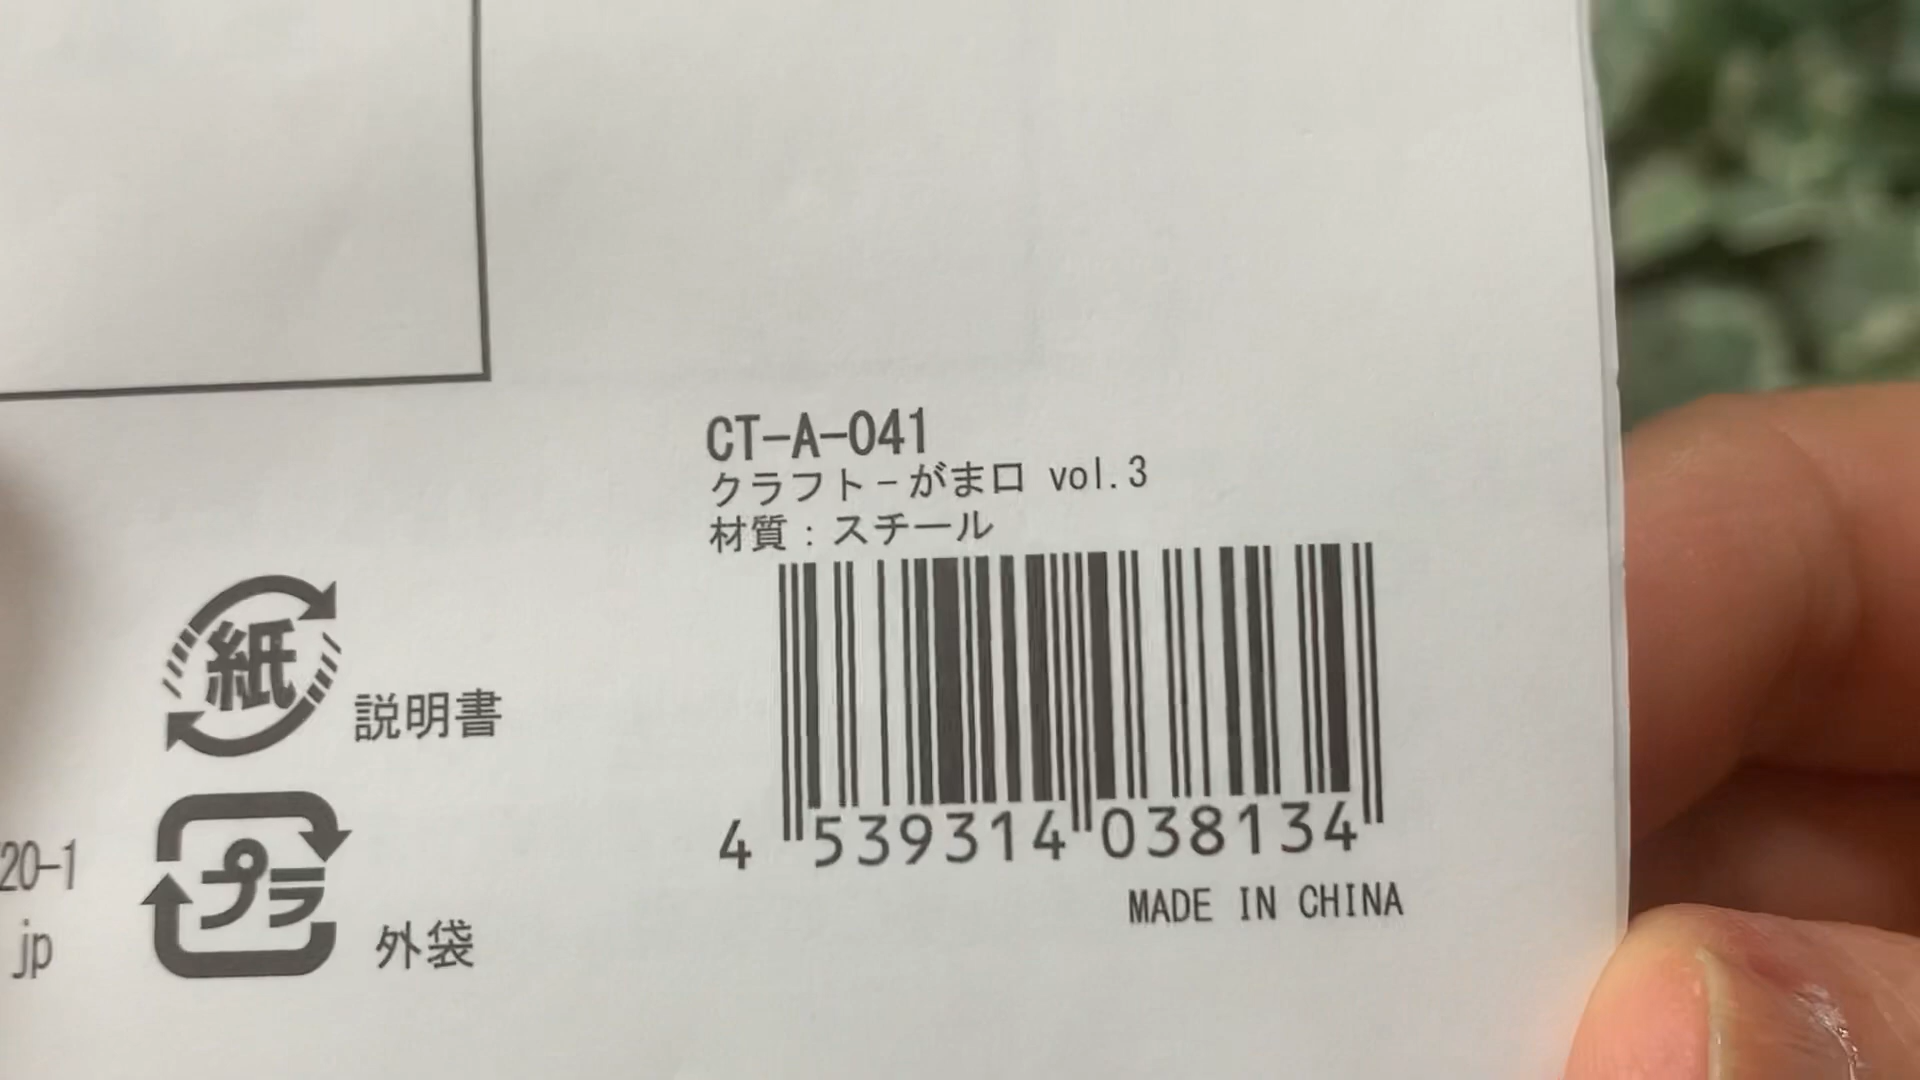 CT-A-041
クラフト-がま口 vol.3
材質：スチール
紙 説明書
4 539314 038134
プラ 外袋
MADE IN CHINA
20-1
jp